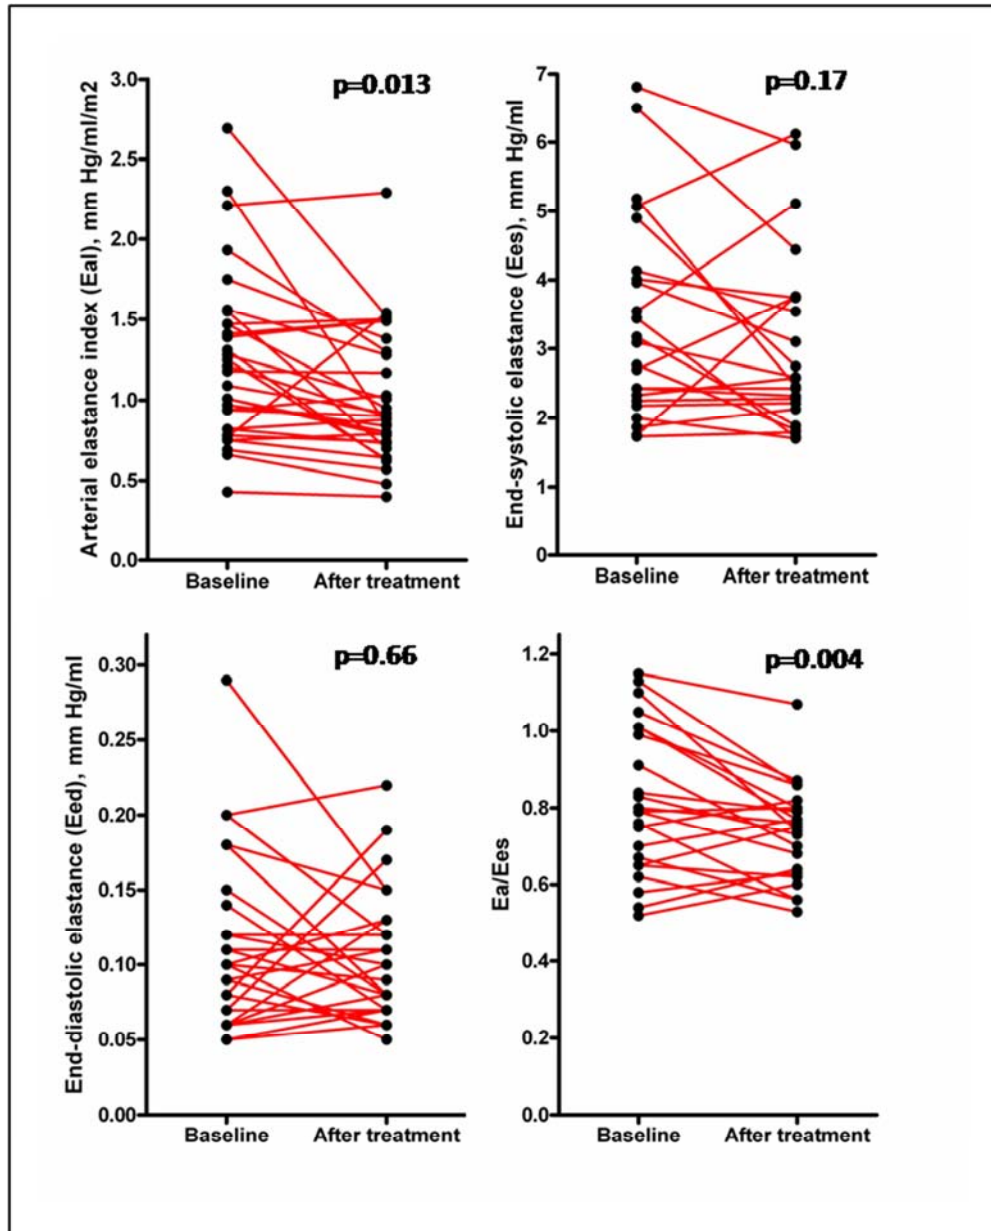 p=0.013
Arterial elastance index (EaI), mm Hg/ml/m2
3.0
2.5
2.0
1.5
1.0
0.5
0.0
Baseline After treatment
p=0.17
End-systolic elastance (Ees), mm Hg/ml
7
6
5
4
3
2
1
0
Baseline After treatment
p=0.66
End-diastolic elastance (Eed), mm Hg/ml
0.30
0.25
0.20
0.15
0.10
0.05
0.00
Baseline After treatment
p=0.004
Ea/Ees
1.2
1.0
0.8
0.6
0.4
0.2
0.0
Baseline After treatment